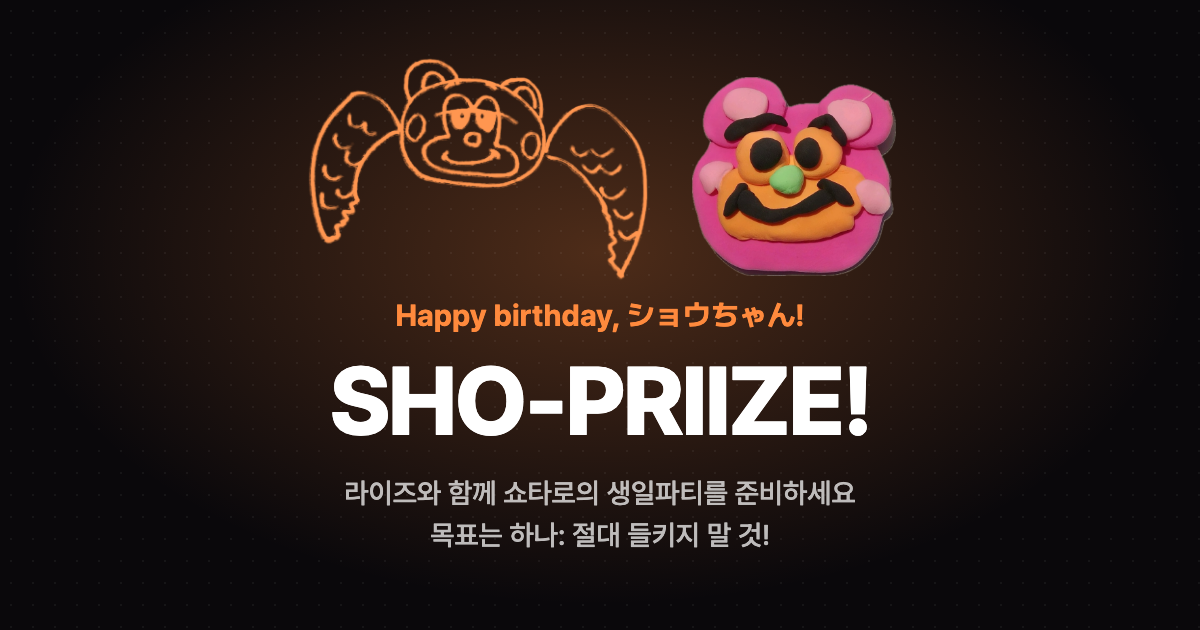 Happy birthday, ショウちゃん!
SHO-PRIIZE!
라이즈와 함께 쇼타로의 생일파티를 준비하세요
목표는 하나: 절대 들키지 말 것!